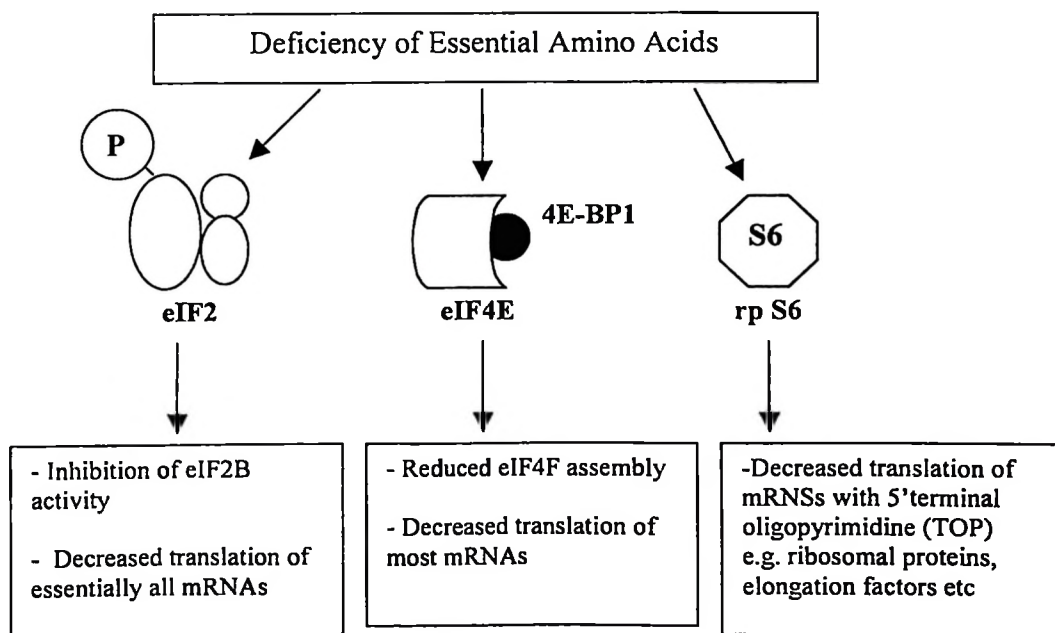 Deficiency of Essential Amino Acids
P
4E-BP1
S6
eIF2
eIF4E
rp S6
- Inhibition of eIF2B
activity
- Decreased translation of
essentially all mRNAs
- Reduced eIF4F assembly
- Decreased translation of
most mRNAs
-Decreased translation of
mRNSs with 5'terminal
oligopyrimidine (TOP)
e.g. ribosomal proteins,
elongation factors etc